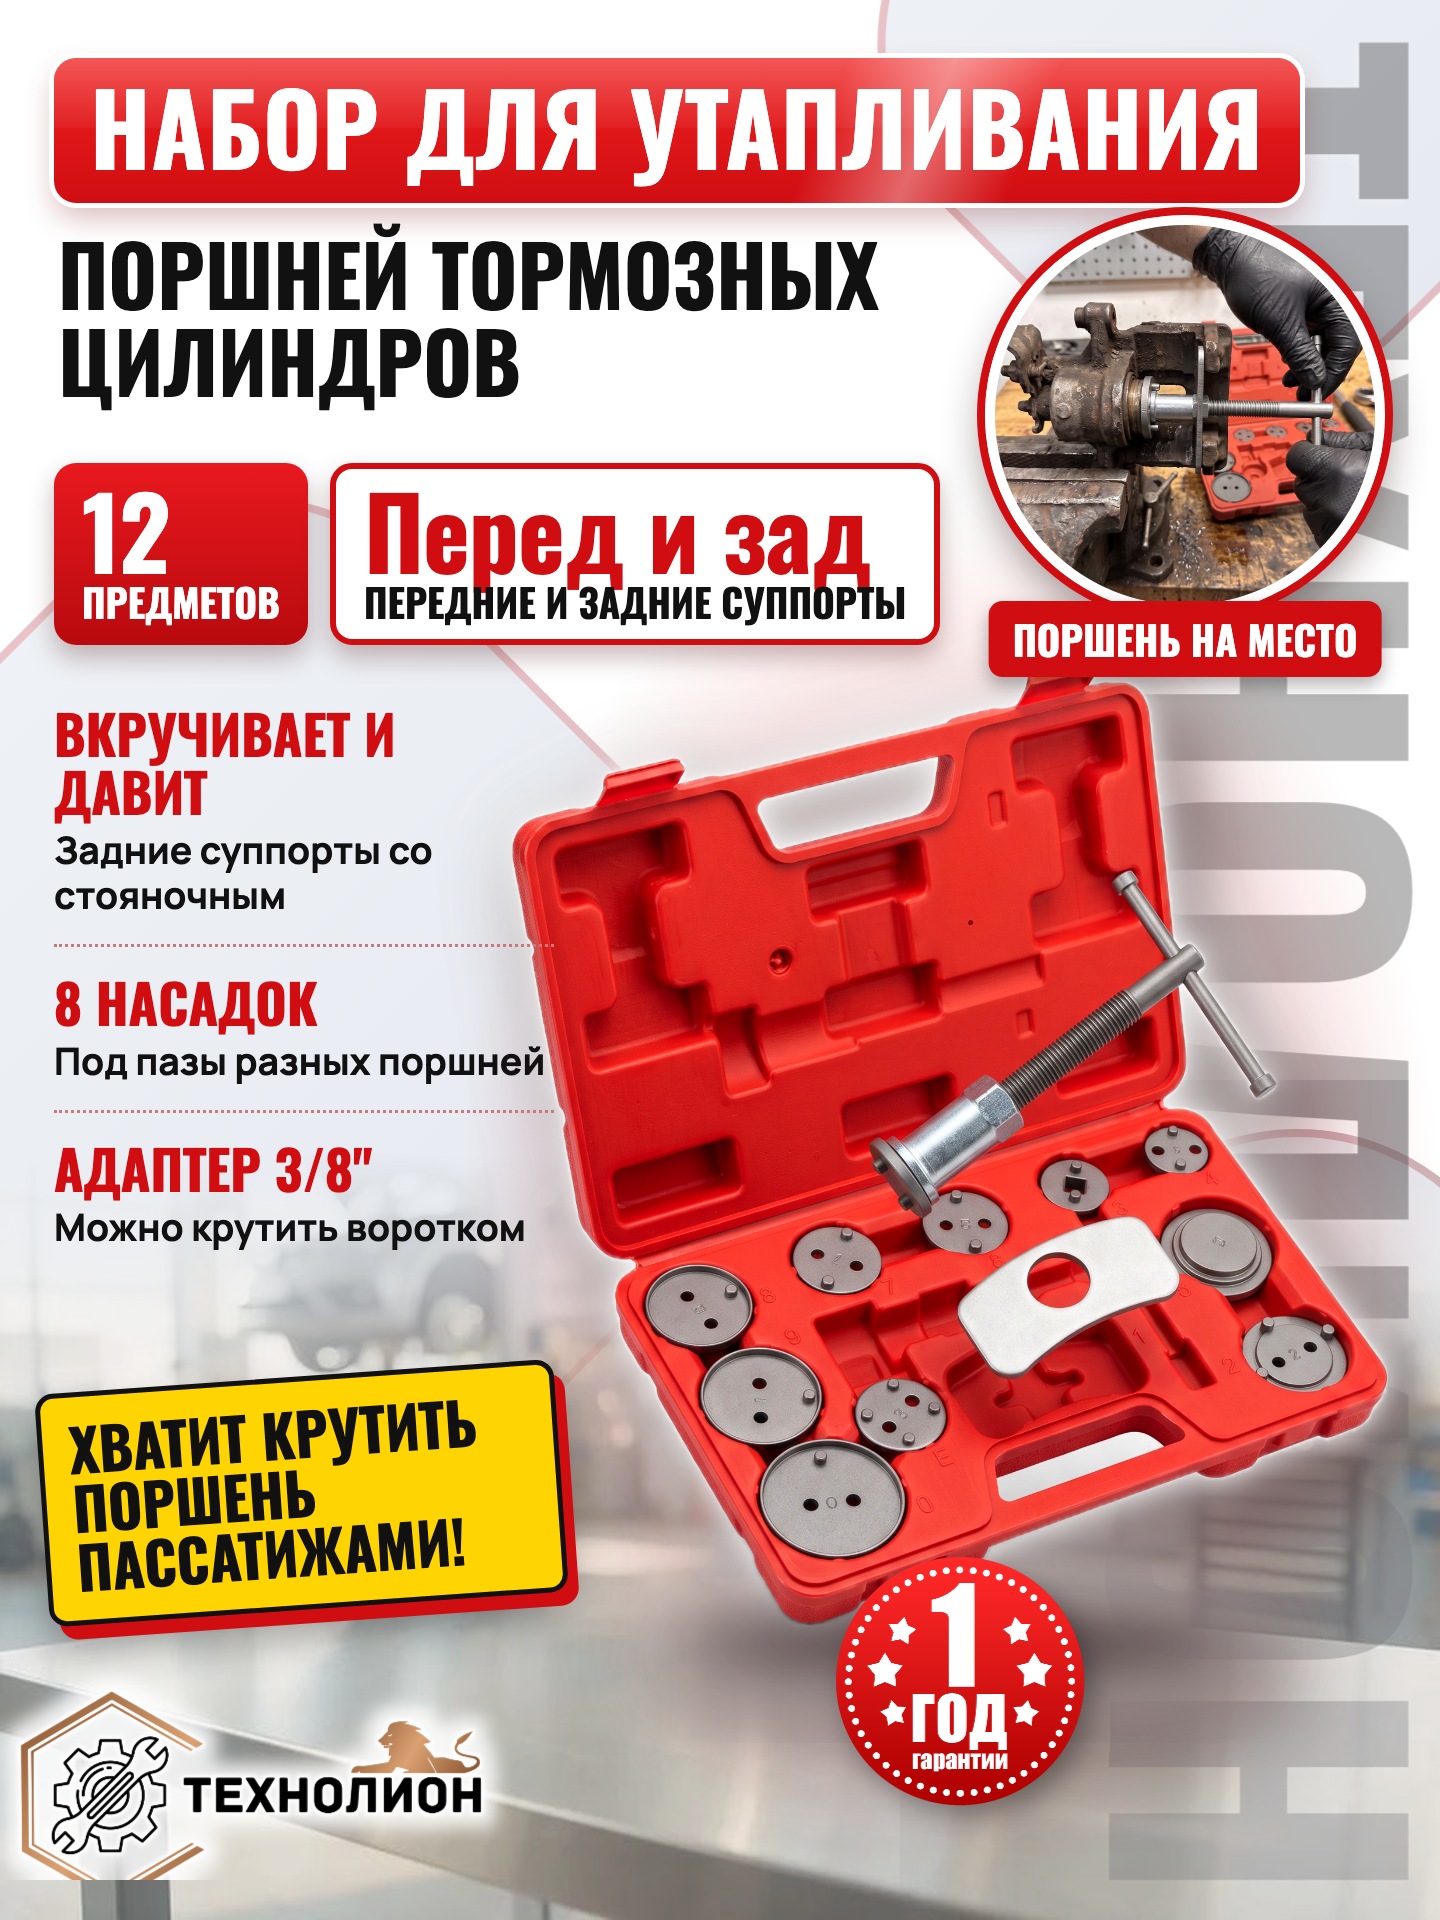 НАБОР ДЛЯ УТАПЛИВАНИЯ
ПОРШНЕЙ ТОРМОЗНЫХ
ЦИЛИНДРОВ
12
ПРЕДМЕТОВ
Перед и зад
ПЕРЕДНИЕ И ЗАДНИЕ СУППОРТЫ
ПОРШЕНЬ НА МЕСТО
ВКРУЧИВАЕТ И
ДАВИТ
Задние суппорты со
стояночным
8 НАСАДОК
Под пазы разных поршней
АДАПТЕР 3/8"
Можно крутить воротком
ХВАТИТ КРУТИТЬ
ПОРШЕНЬ
ПАССАТИЖАМИ!
1
ГОД
гарантии
ТЕХНОЛИОН